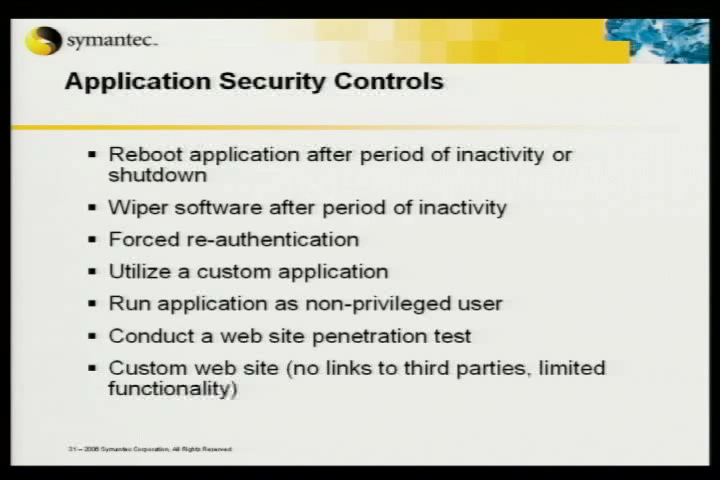 symantec™
Application Security Controls
▪ Reboot application after period of inactivity or
shutdown
▪ Wiper software after period of inactivity
▪ Forced re-authentication
▪ Utilize a custom application
▪ Run application as non-privileged user
▪ Conduct a web site penetration test
▪ Custom web site (no links to third parties, limited
functionality)
31 – 2006 Symantec Corporation, All Rights Reserved